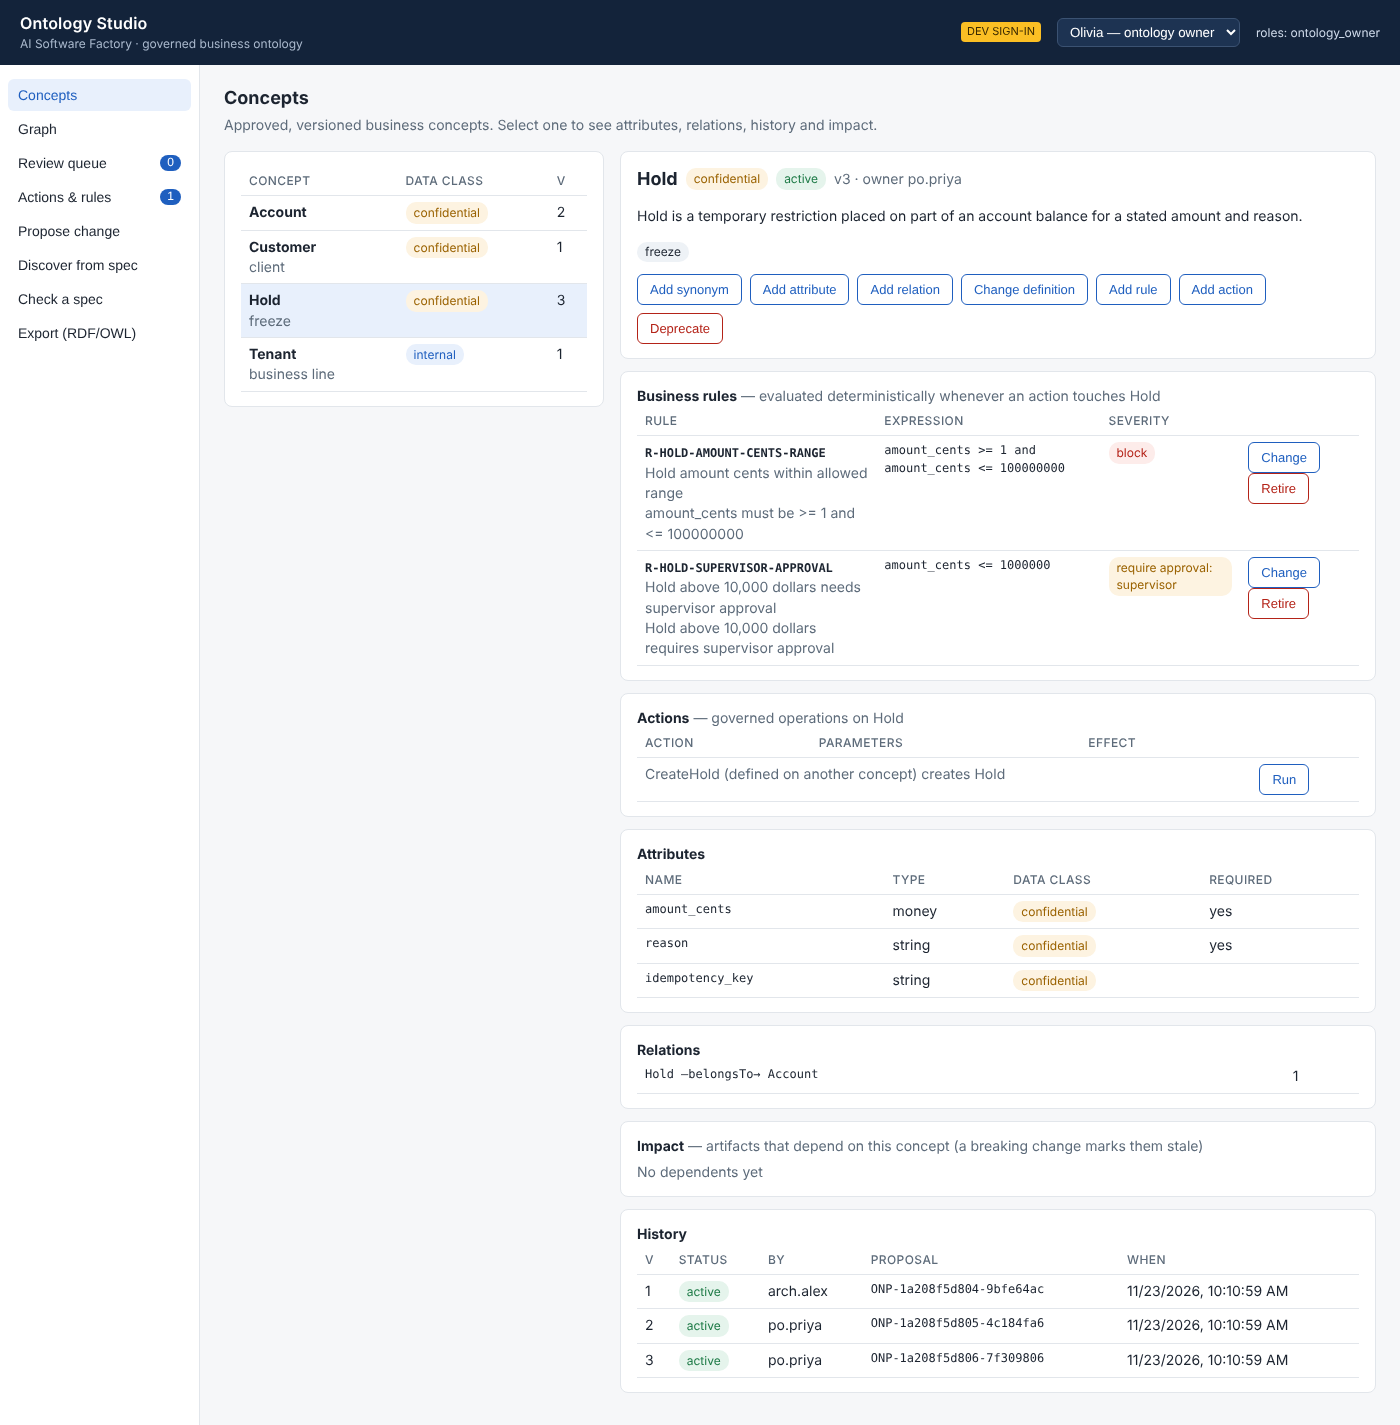 Ontology Studio
AI Software Factory · governed business ontology
DEV SIGN-IN
Olivia — ontology owner
roles: ontology_owner
Concepts
Graph
Review queue 0
Actions & rules 1
Propose change
Discover from spec
Check a spec
Export (RDF/OWL)
Concepts
Approved, versioned business concepts. Select one to see attributes, relations, history and impact.
CONCEPT DATA CLASS V
Account confidential 2
Customer confidential 1
client
Hold confidential 3
freeze
Tenant internal 1
business line
Hold confidential active v3 · owner po.priya
Hold is a temporary restriction placed on part of an account balance for a stated amount and reason.
freeze
Add synonym Add attribute Add relation Change definition Add rule Add action
Deprecate
Business rules — evaluated deterministically whenever an action touches Hold
RULE EXPRESSION SEVERITY
R-HOLD-AMOUNT-CENTS-RANGE
Hold amount cents within allowed
range
amount_cents must be >= 1 and
<= 100000000
amount_cents >= 1 and
amount_cents <= 100000000
block
Change
Retire
R-HOLD-SUPERVISOR-APPROVAL
Hold above 10,000 dollars needs
supervisor approval
Hold above 10,000 dollars
requires supervisor approval
amount_cents <= 1000000
require approval:
supervisor
Change
Retire
Actions — governed operations on Hold
ACTION PARAMETERS EFFECT
CreateHold (defined on another concept) creates Hold Run
Attributes
NAME TYPE DATA CLASS REQUIRED
amount_cents money confidential yes
reason string confidential yes
idempotency_key string confidential
Relations
Hold —belongsTo→ Account 1
Impact — artifacts that depend on this concept (a breaking change marks them stale)
No dependents yet
History
V STATUS BY PROPOSAL WHEN
1 active arch.alex ONP-1a208f5d804-9bfe64ac 11/23/2026, 10:10:59 AM
2 active po.priya ONP-1a208f5d805-4c184fa6 11/23/2026, 10:10:59 AM
3 active po.priya ONP-1a208f5d806-7f309806 11/23/2026, 10:10:59 AM